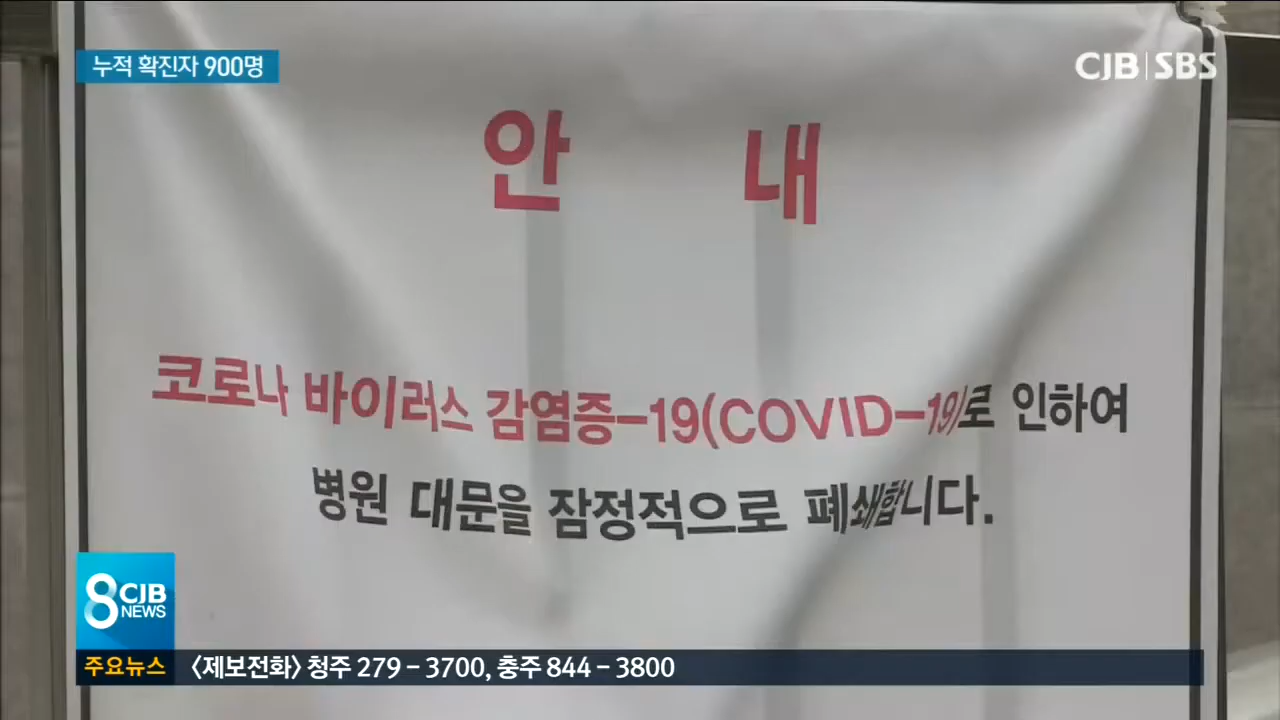 누적 확진자 900명
CJB SBS
안 내
코로나 바이러스 감염증-19(COVID-19)로 인하여
병원 대문을 잠정적으로 폐쇄합니다.
8 CJB
NEWS
주요뉴스 〈제보전화〉 청주 279 - 3700, 충주 844 - 3800